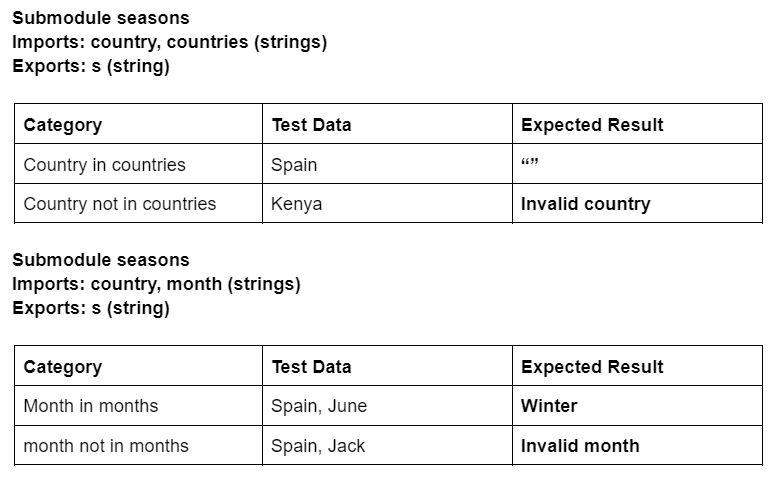 Submodule seasons
Imports: country, countries (strings)
Exports: s (string)
Category Test Data Expected Result
Country in countries Spain “”
Country not in countries Kenya Invalid country
Submodule seasons
Imports: country, month (strings)
Exports: s (string)
Category Test Data Expected Result
Month in months Spain, June Winter
month not in months Spain, Jack Invalid month